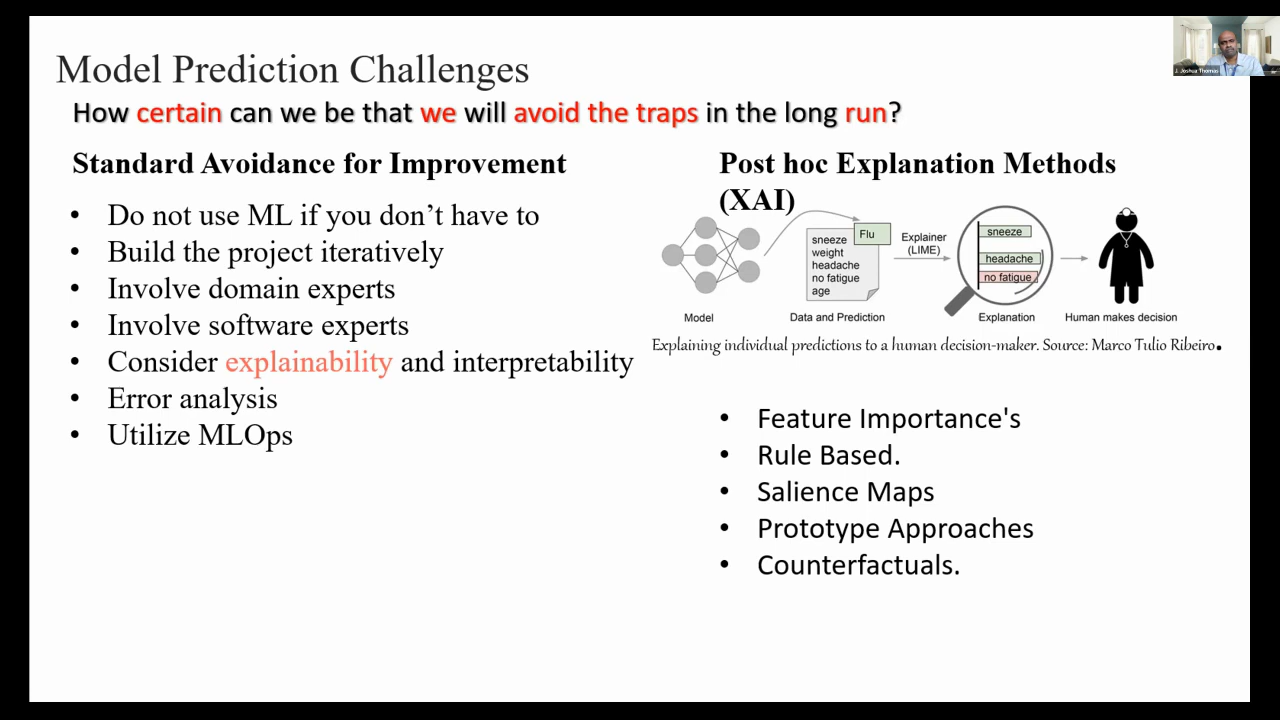 Model Prediction Challenges
How certain can we be that we will avoid the traps in the long run?
Standard Avoidance for Improvement
• Do not use ML if you don’t have to
• Build the project iteratively
• Involve domain experts
• Involve software experts
• Consider explainability and interpretability
• Error analysis
• Utilize MLOps
Post hoc Explanation Methods
(XAI)
Model
Flu
sneeze
weight
headache
no fatigue
age
Data and Prediction
Explainer
(LIME)
sneeze
headache
no fatigue
Explanation
Human makes decision
Explaining individual predictions to a human decision-maker. Source: Marco Tulio Ribeiro.
• Feature Importance's
• Rule Based.
• Salience Maps
• Prototype Approaches
• Counterfactuals.
J. Joshua Thomas